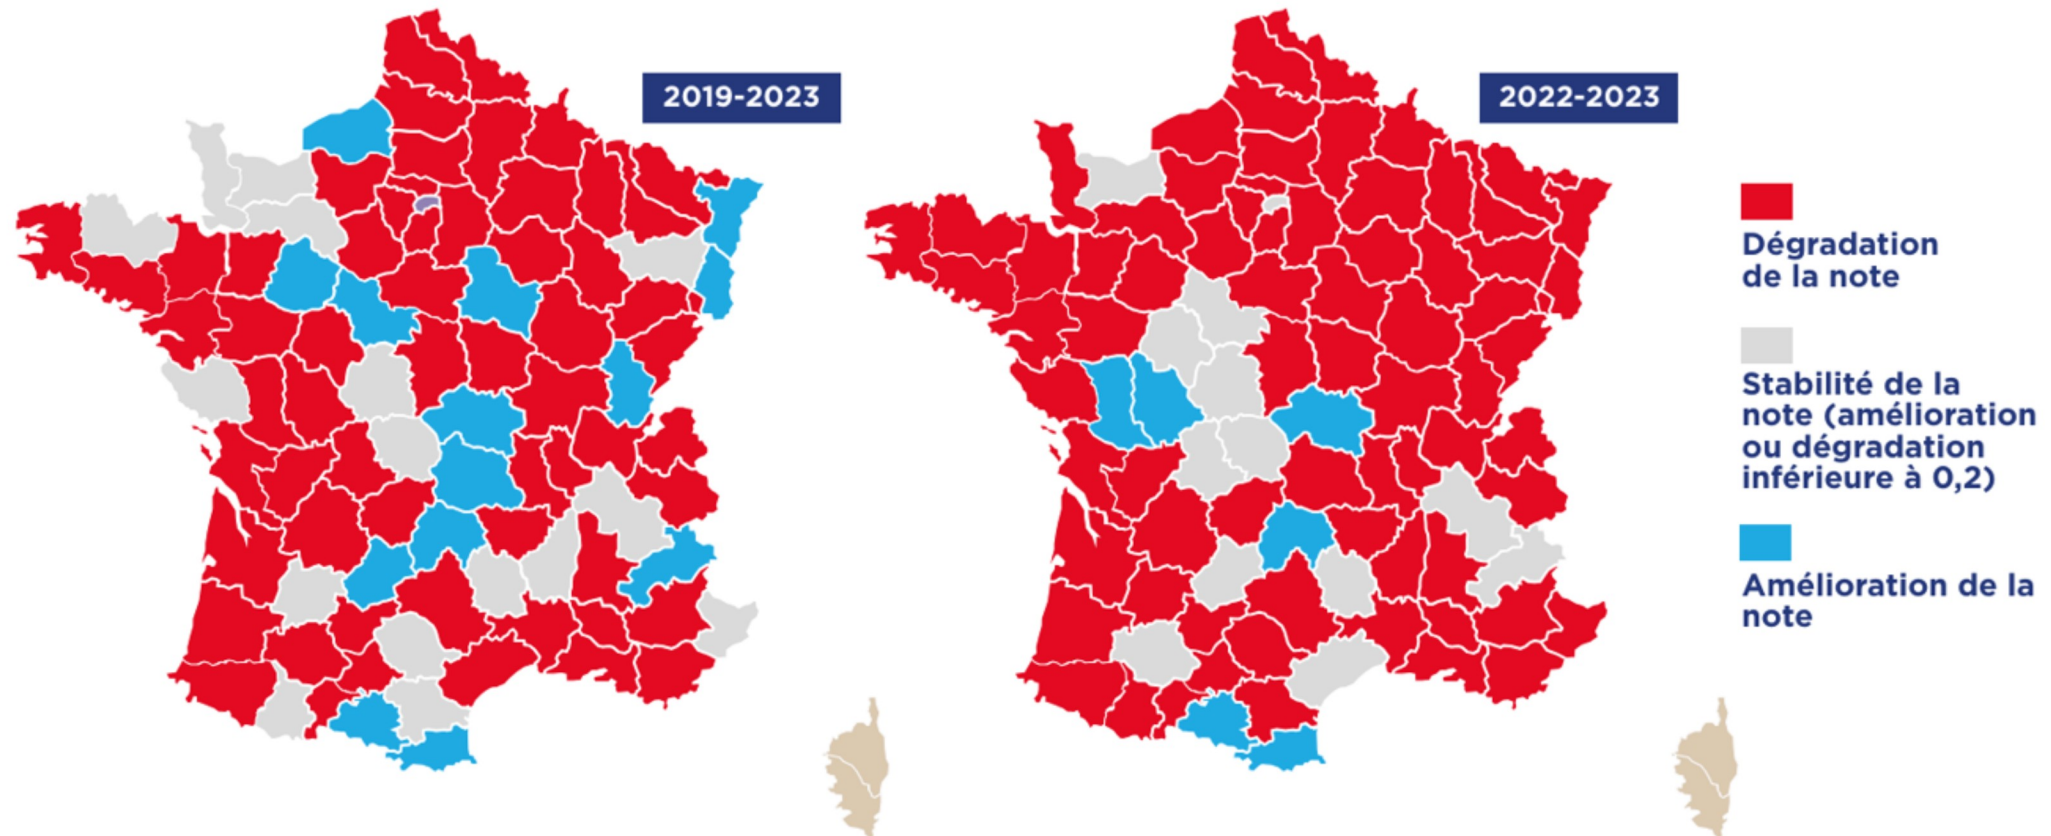 2019-2023
2022-2023
Dégradation
de la note
Stabilité de la
note (amélioration
ou dégradation
inférieure à 0,2)
Amélioration de la
note